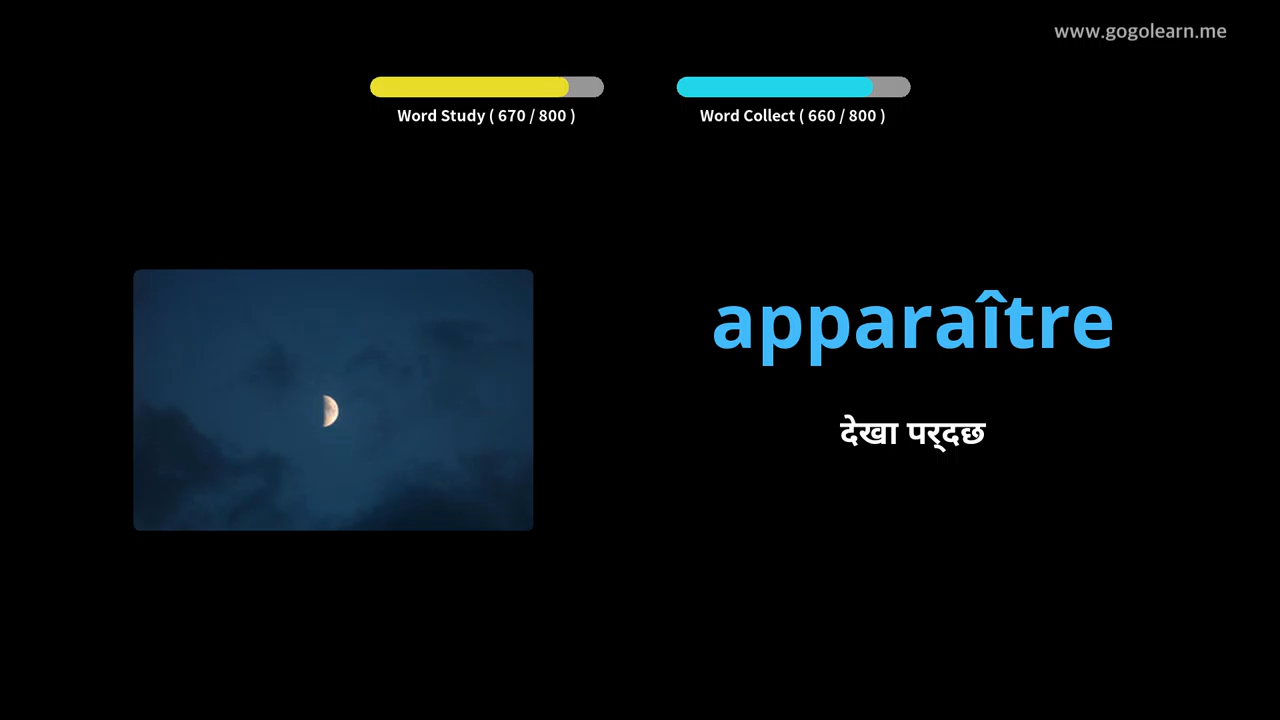 www.gogolearn.me
Word Study ( 670 / 800 )
Word Collect ( 660 / 800 )
apparaître
देखा पर्‍दछ